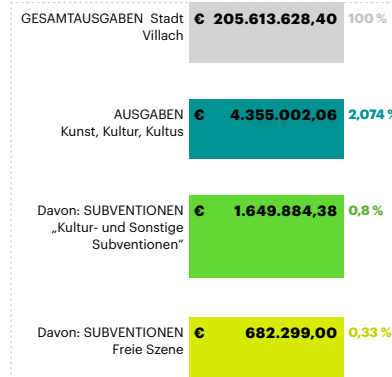 GESAMTAUSGABEN Stadt € 205.613.628,40 100 %
Villach
AUSGABEN € 4.355.002,06 2,074 %
Kunst, Kultur, Kultus
Davon: SUBVENTIONEN € 1.649.884,38 0,8 %
„Kultur- und Sonstige
Subventionen“
Davon: SUBVENTIONEN € 682.299,00 0,33 %
Freie Szene